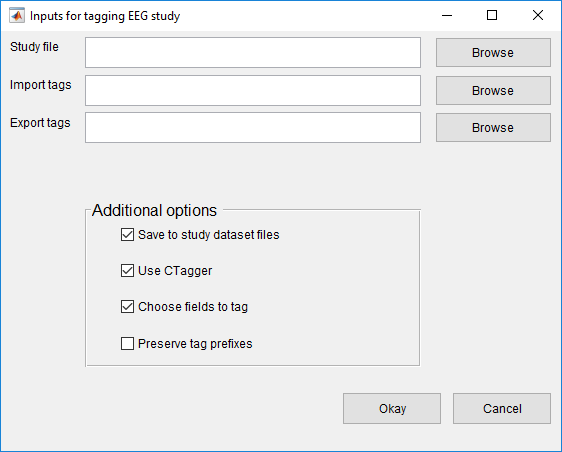 Inputs for tagging EEG study
Study file
Browse
Import tags
Browse
Export tags
Browse
Additional options
Save to study dataset files
Use CTagger
Choose fields to tag
Preserve tag prefixes
Okay
Cancel